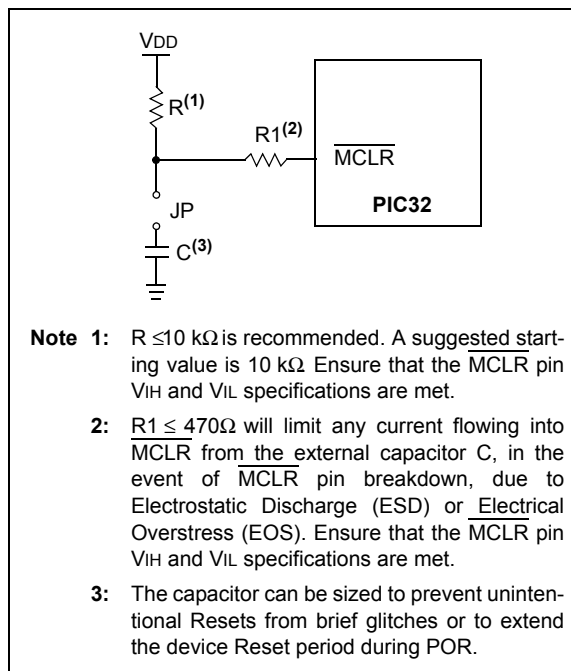 VDD
R(1)
R1(2)
MCLR
JP
PIC32
C(3)
Note 1: R ≤10 kΩ is recommended. A suggested start-
ing value is 10 kΩ. Ensure that the MCLR pin
VIH and VIL specifications are met.
2: R1 ≤ 470Ω will limit any current flowing into
MCLR from the external capacitor C, in the
event of MCLR pin breakdown, due to
Electrostatic Discharge (ESD) or Electrical
Overstress (EOS). Ensure that the MCLR pin
VIH and VIL specifications are met.
3: The capacitor can be sized to prevent uninten-
tional Resets from brief glitches or to extend
the device Reset period during POR.